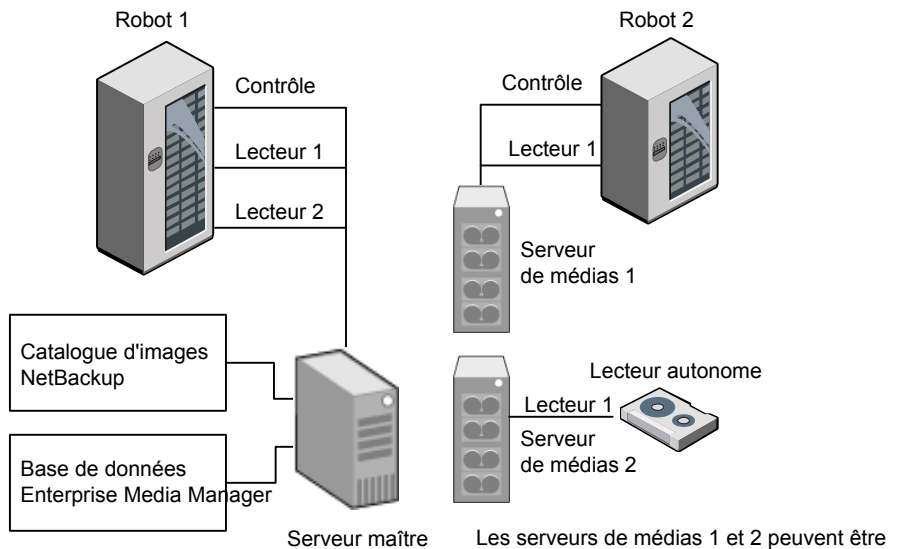 Robot 1
Robot 2
Contrôle
Lecteur 1
Lecteur 2
Contrôle
Lecteur 1
Serveur
de médias 1
Catalogue d'images
NetBackup
Base de données
Enterprise Media Manager
Serveur maître
Lecteur autonome
Lecteur 1
Serveur
de médias 2
Les serveurs de médias 1 et 2 peuvent être